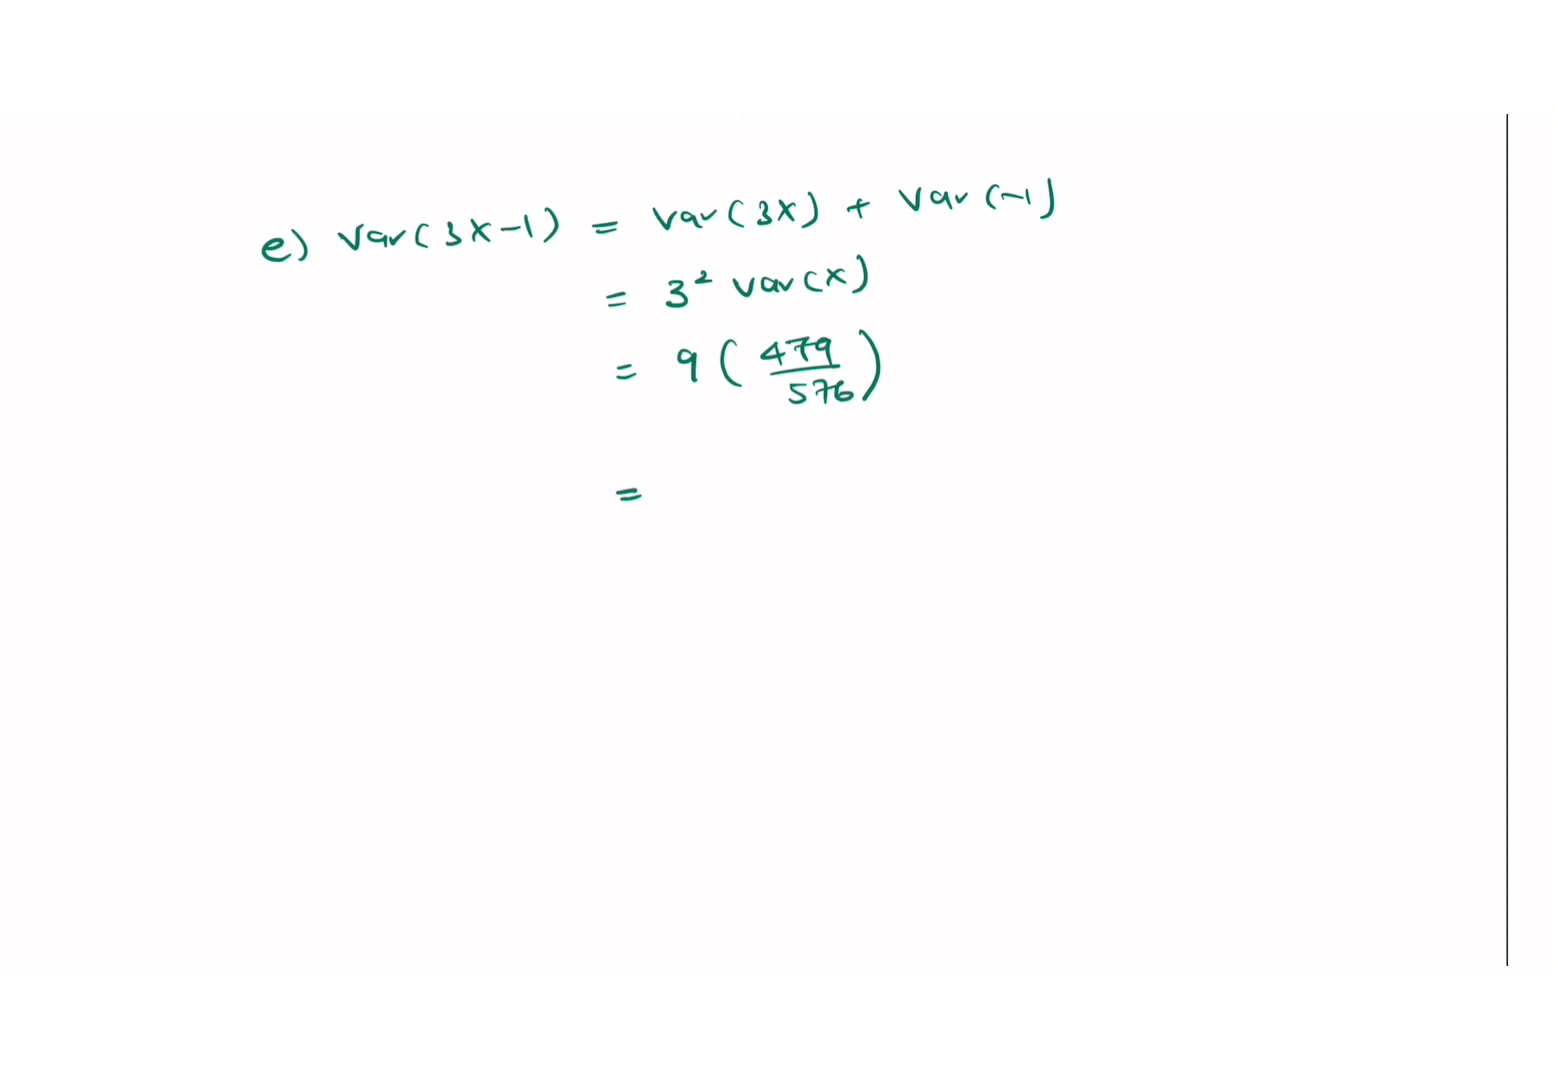 e) var(3x-1) = var(3x) + var(-1)
= 3² var(x)
= 9 (479/576)
=